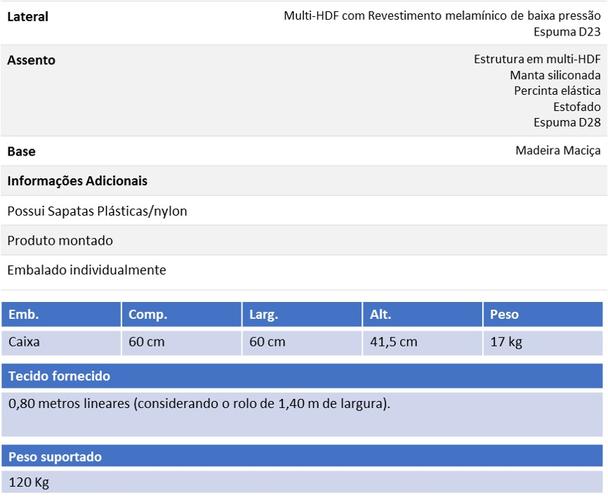 Lateral
Multi-HDF com Revestimento melamínico de baixa pressão
Espuma D23
Assento
Estrutura em multi-HDF
Manta siliconada
Percinta elástica
Estofado
Espuma D28
Base
Madeira Maciça
Informações Adicionais
Possui Sapatas Plásticas/nylon
Produto montado
Embalado individualmente
Emb. Comp. Larg. Alt. Peso
Caixa 60 cm 60 cm 41,5 cm 17 kg
Tecido fornecido
0,80 metros lineares (considerando o rolo de 1,40 m de largura).
Peso suportado
120 Kg